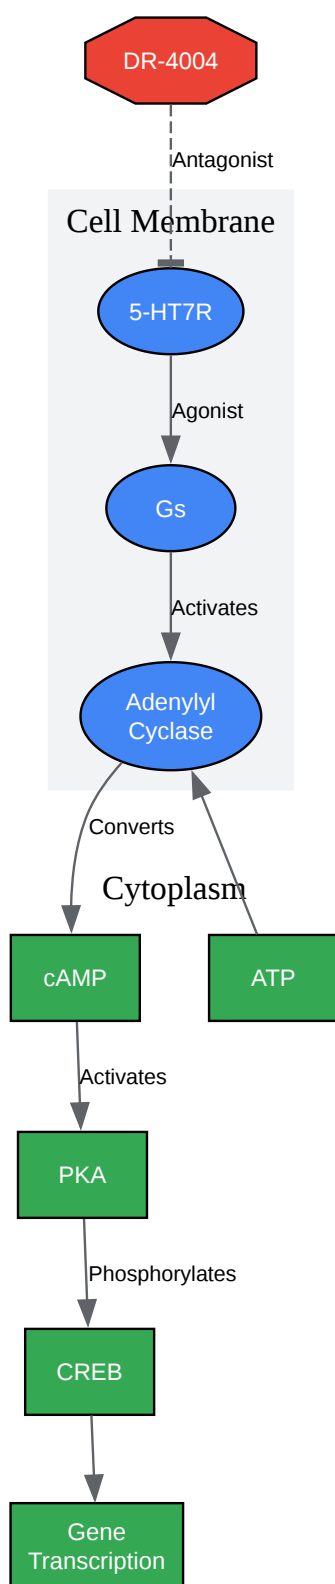 DR-4004
Antagonist
Cell Membrane
5-HT7R
Agonist
Gs
Activates
Adenylyl
Cyclase
Converts
Cytoplasm
cAMP
ATP
Activates
PKA
Phosphorylates
CREB
Gene
Transcription